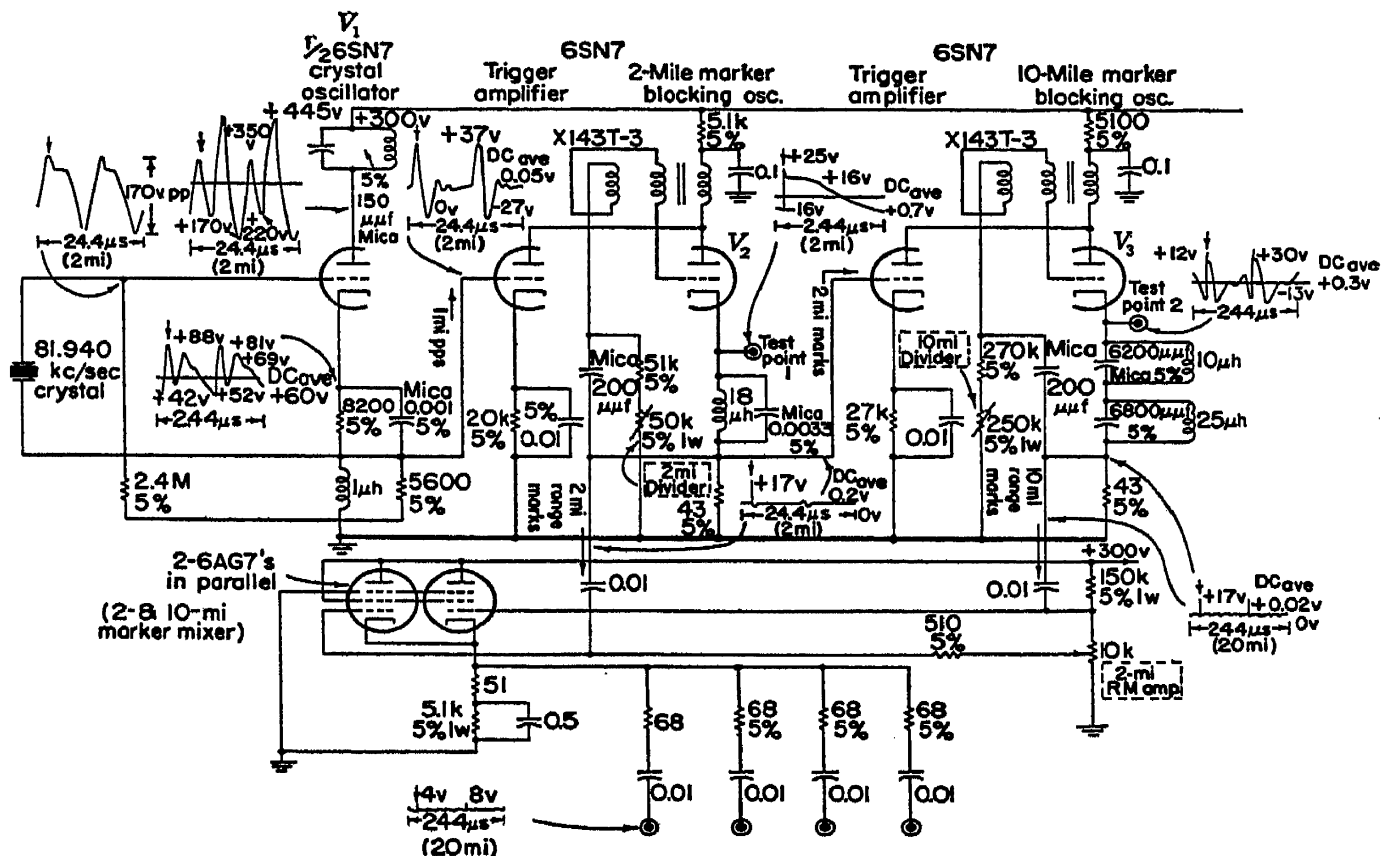 V₁
½6SN7
crystal
oscillator
+445v
+300v
6SN7
Trigger
amplifier
2-Mile marker
blocking osc.
6SN7
Trigger
amplifier
10-Mile marker
blocking osc.
170v pp
24.4μs
(2mi)
+350
v
+170v
+220v
24.4μs
(2mi)
5%
150
μμf
Mica
+37v
DC ave
0.05v
0v
-27v
24.4μs
(2mi)
X143T-3
5.1k
5%
0.1
+25v
+16v
DC ave
+0.7v
16v
2.44μs
(2mi)
X143T-3
5100
5%
0.1
V₂
V₃
+12v
+30v
DC ave
+0.3v
-13v
244μs
Test
point 2
81.940
kc/sec
crystal
+88v
+81v
+69v
DC ave
+60v
+42v
+52v
24.4μs
8200
5%
Mica
0.001
5%
1mi pps
20k
5%
5%
0.01
Mica
200
μμf
51k
5%
50k
5% 1w
2mi
Divider
Test
point
1
18
μh
Mica
0.0033
5%
2mi marks
27k
5%
0.01
10mi
Divider
270k
5%
250k
5% 1w
Mica
200
μμf
6200μμf
Mica 5%
10μh
6800μμf
5%
25μh
2.4M
5%
1μh
5600
5%
2mi
range
marks
43
5%
+17v
DC ave
0.2v
0v
24.4μs
(2mi)
10mi
range
marks
43
5%
2-6AG7's
in parallel
(2-& 10-mi
marker mixer)
0.01
0.01
+300v
150k
5% 1w
+17v
DC ave
+0.02v
0v
244μs
(20mi)
510
5%
10k
2-mi
RM amp
51
5.1k
5% 1w
0.5
68
68
5%
68
5%
68
5%
0.01
0.01
0.01
0.01
4v
8v
244μs
(20mi)